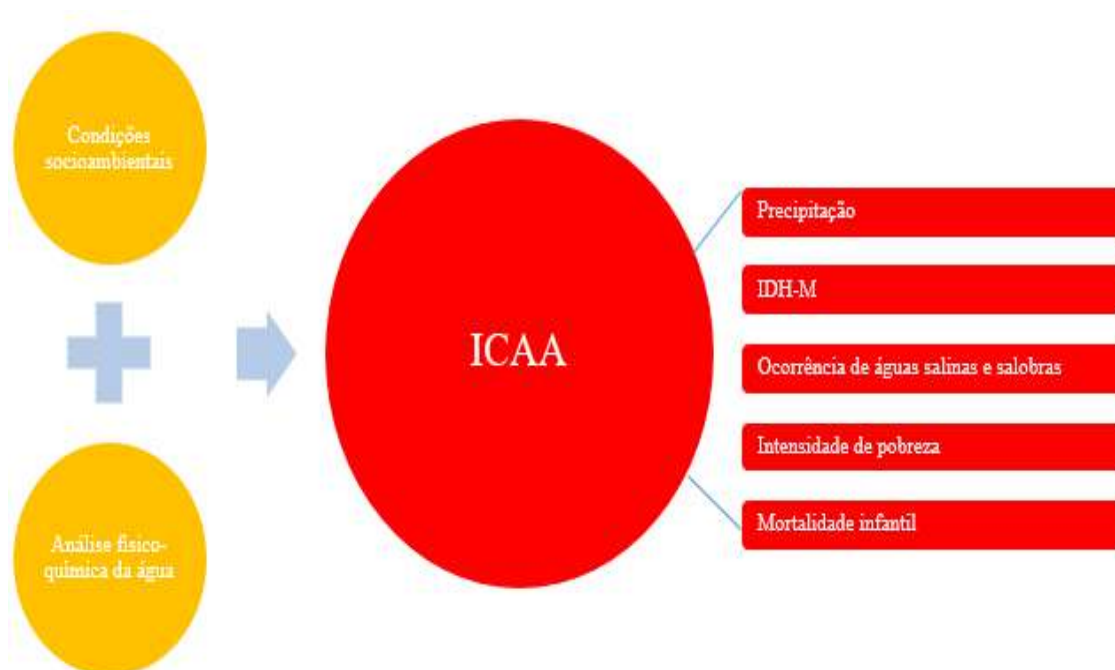 Condições
socioambientais
Análise físico-
química da água
ICAA
Precipitação
IDH-M
Ocorrência de águas salinas e salobras
Intensidade de pobreza
Mortalidade infantil